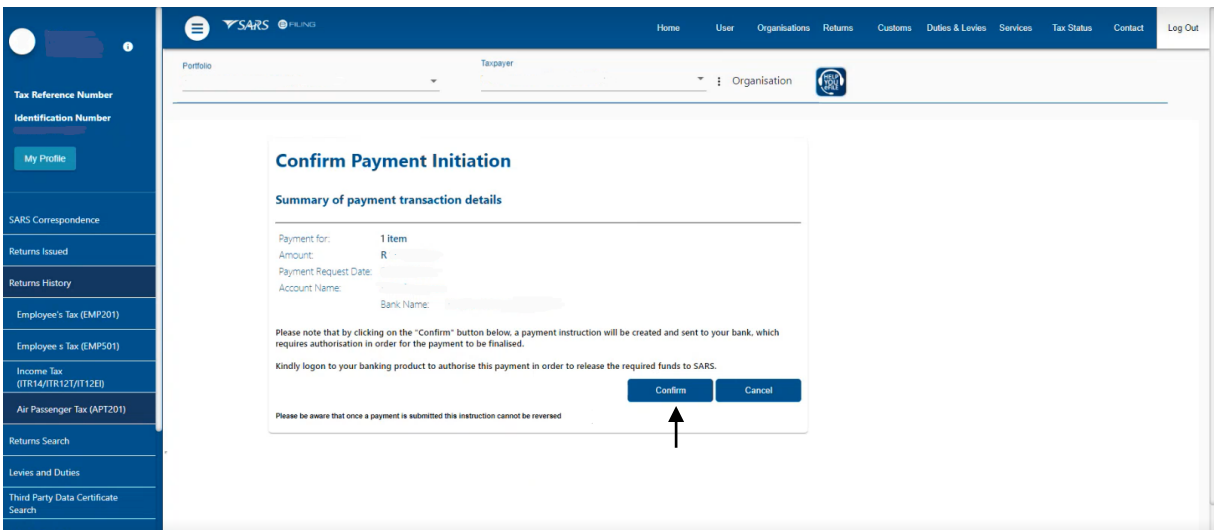 SARS eFILING
Home User Organisations Returns Customs Duties & Levies Services Tax Status Contact Log Out
Portfolio
Taxpayer
Organisation
HELP YOU eFILE
Tax Reference Number
Identification Number
My Profile
SARS Correspondence
Returns Issued
Returns History
Employee's Tax (EMP201)
Employee s Tax (EMP501)
Income Tax
(ITR14/ITR12T/IT12EI)
Air Passenger Tax (APT201)
Returns Search
Levies and Duties
Third Party Data Certificate
Search
Confirm Payment Initiation
Summary of payment transaction details
Payment for: 1 item
Amount: R
Payment Request Date:
Account Name:
Bank Name:
Please note that by clicking on the "Confirm" button below, a payment instruction will be created and sent to your bank, which
requires authorisation in order for the payment to be finalised.
Kindly logon to your banking product to authorise this payment in order to release the required funds to SARS.
Confirm Cancel
Please be aware that once a payment is submitted this instruction cannot be reversed